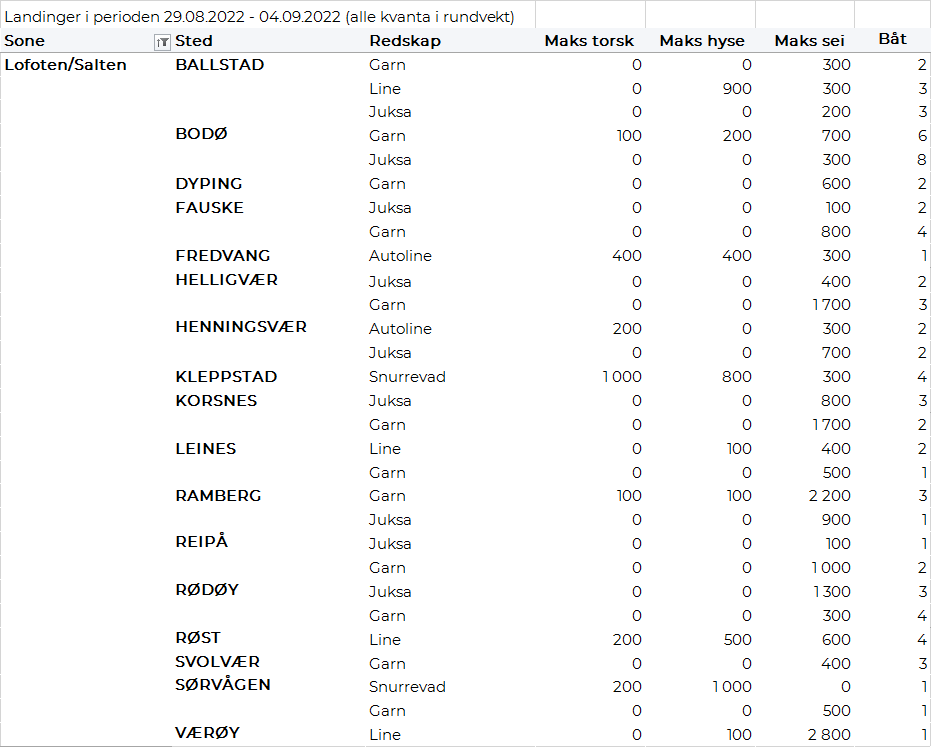 Landinger i perioden 29.08.2022 - 04.09.2022 (alle kvanta i rundvekt)
Sone Sted Redskap Maks torsk Maks hyse Maks sei Båt
Lofoten/Salten BALLSTAD Garn 0 0 300 2
Line 0 900 300 3
Juksa 0 0 200 3
BODØ Garn 100 200 700 6
Juksa 0 0 300 8
DYPING Garn 0 0 600 2
FAUSKE Juksa 0 0 100 2
Garn 0 0 800 4
FREDVANG Autoline 400 400 300 1
HELLIGVÆR Juksa 0 0 400 2
Garn 0 0 1 700 3
HENNINGSVÆR Autoline 200 0 300 2
Juksa 0 0 700 2
KLEPPSTAD Snurrevad 1 000 800 300 4
KORSNES Juksa 0 0 800 3
Garn 0 0 1 700 2
LEINES Line 0 100 400 2
Garn 0 0 500 1
RAMBERG Garn 100 100 2 200 3
Juksa 0 0 900 1
REIPÅ Juksa 0 0 100 1
Garn 0 0 1 000 2
RØDØY Juksa 0 0 1 300 3
Garn 0 0 300 4
RØST Line 200 500 600 4
SVOLVÆR Garn 0 0 400 3
SØRVÅGEN Snurrevad 200 1 000 0 1
Garn 0 0 500 1
VÆRØY Line 0 100 2 800 1